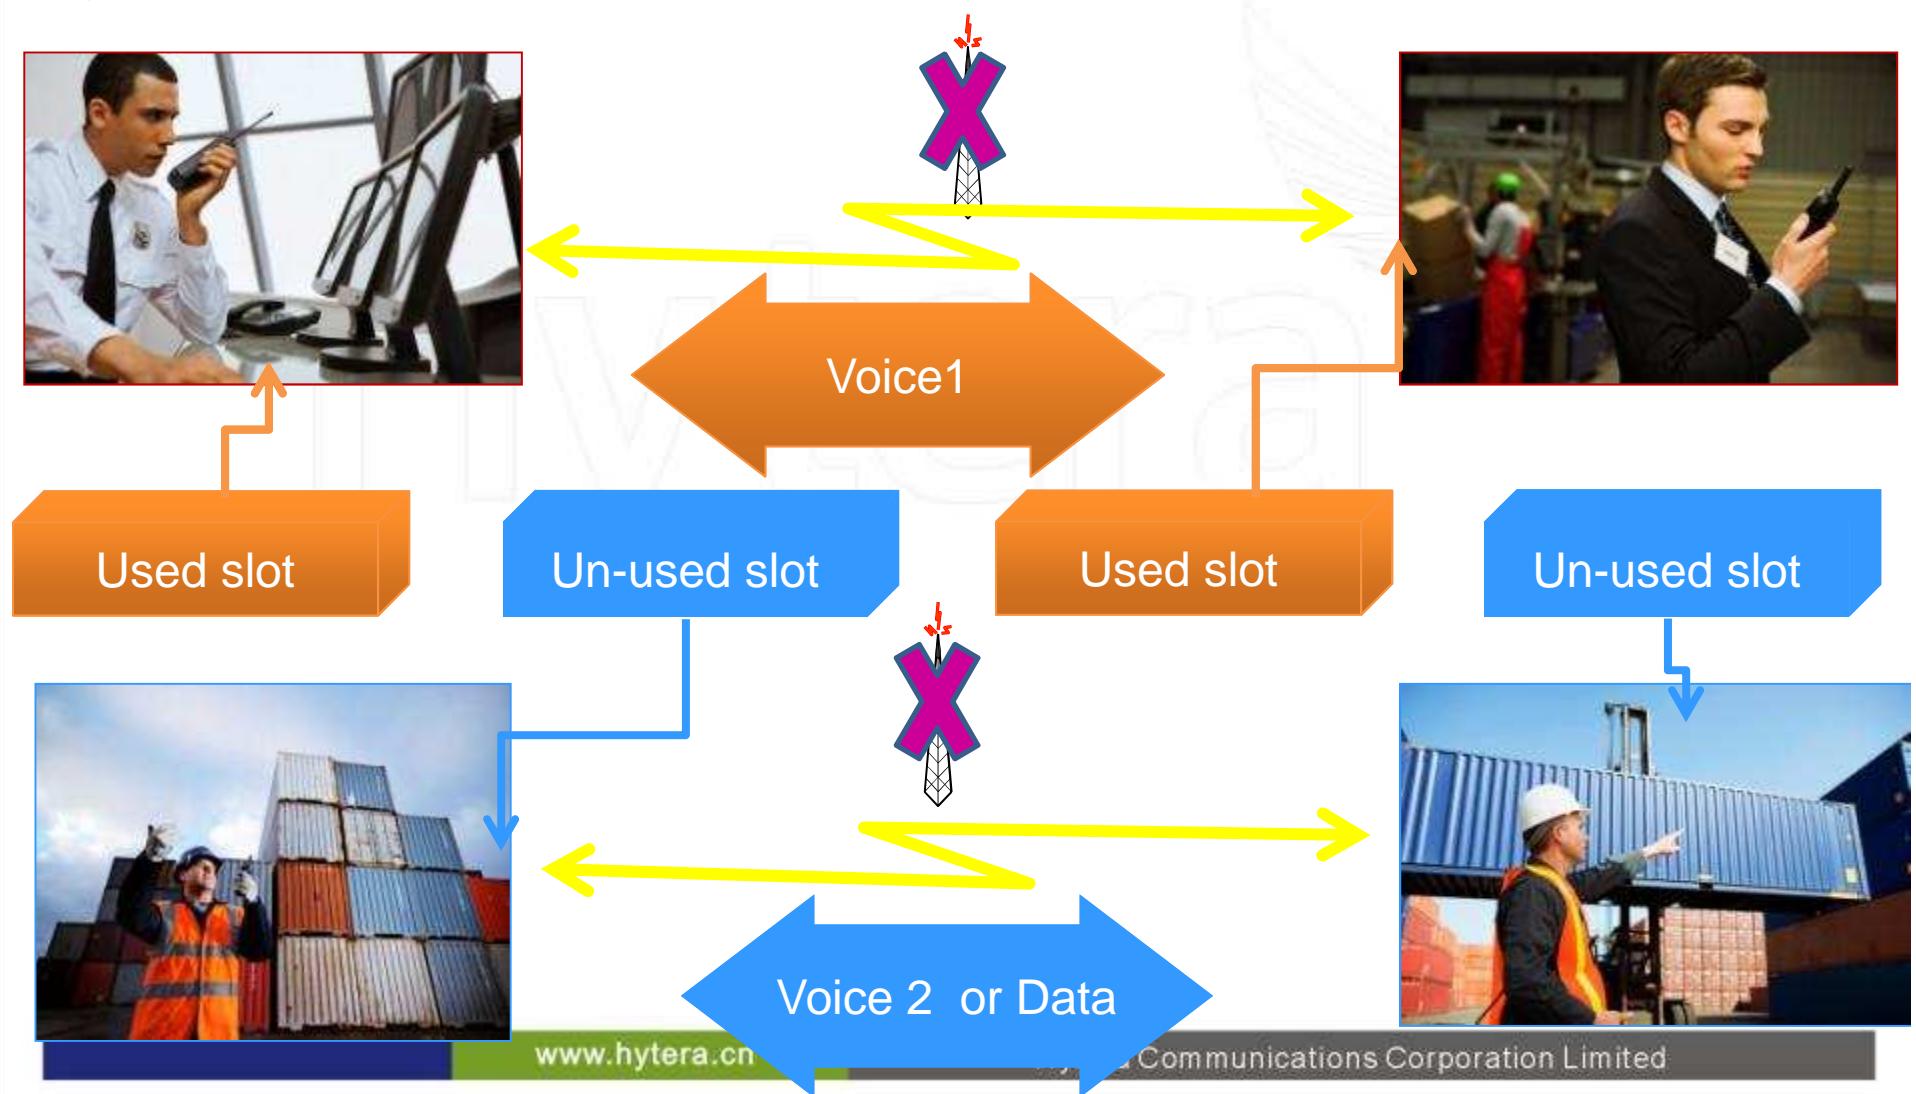 Voice1
Used slot
Un-used slot
Used slot
Un-used slot
Voice 2 or Data
www.hytera.cn
Communications Corporation Limited